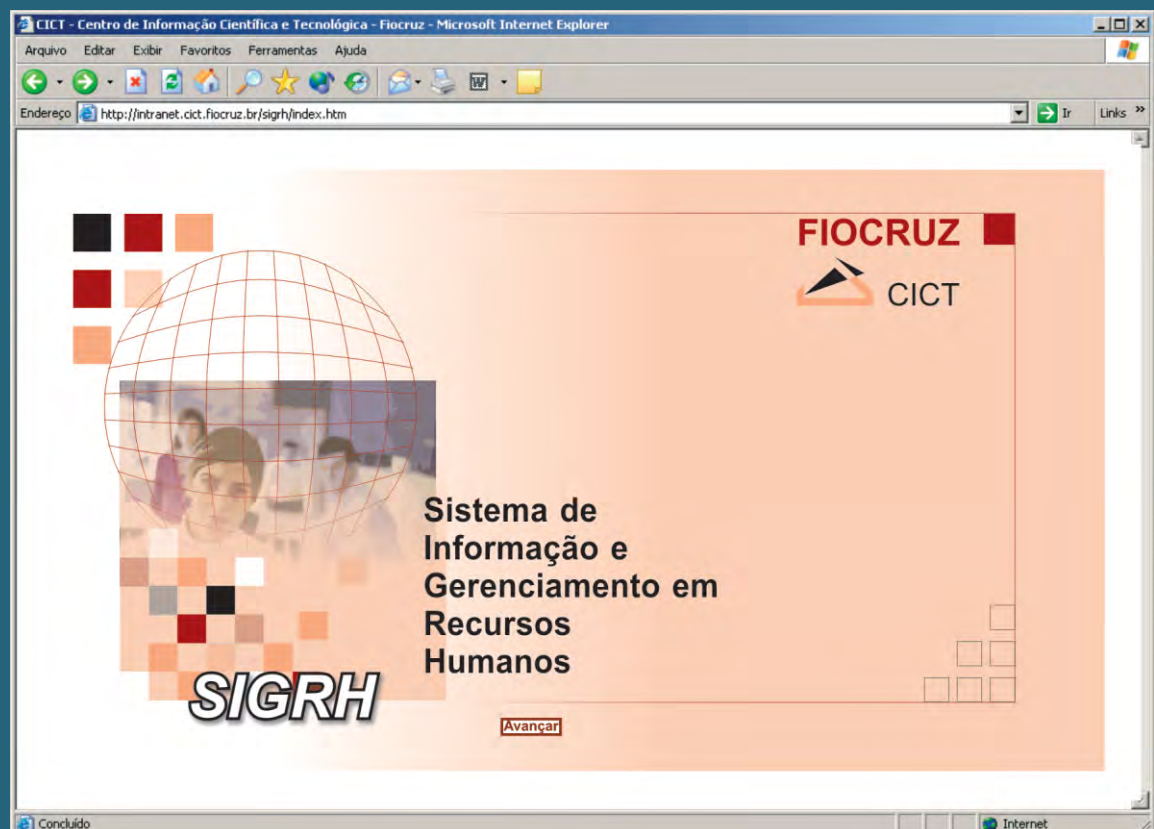 CICT - Centro de Informação Científica e Tecnológica - Fiocruz - Microsoft Internet Explorer
Arquivo Editar Exibir Favoritos Ferramentas Ajuda
Endereço http://intranet.cict.fiocruz.br/sigrh/index.htm Ir Links »
FIOCRUZ
CICT
Sistema de
Informação e
Gerenciamento em
Recursos
Humanos
SIGRH
Avançar
Concluído Internet